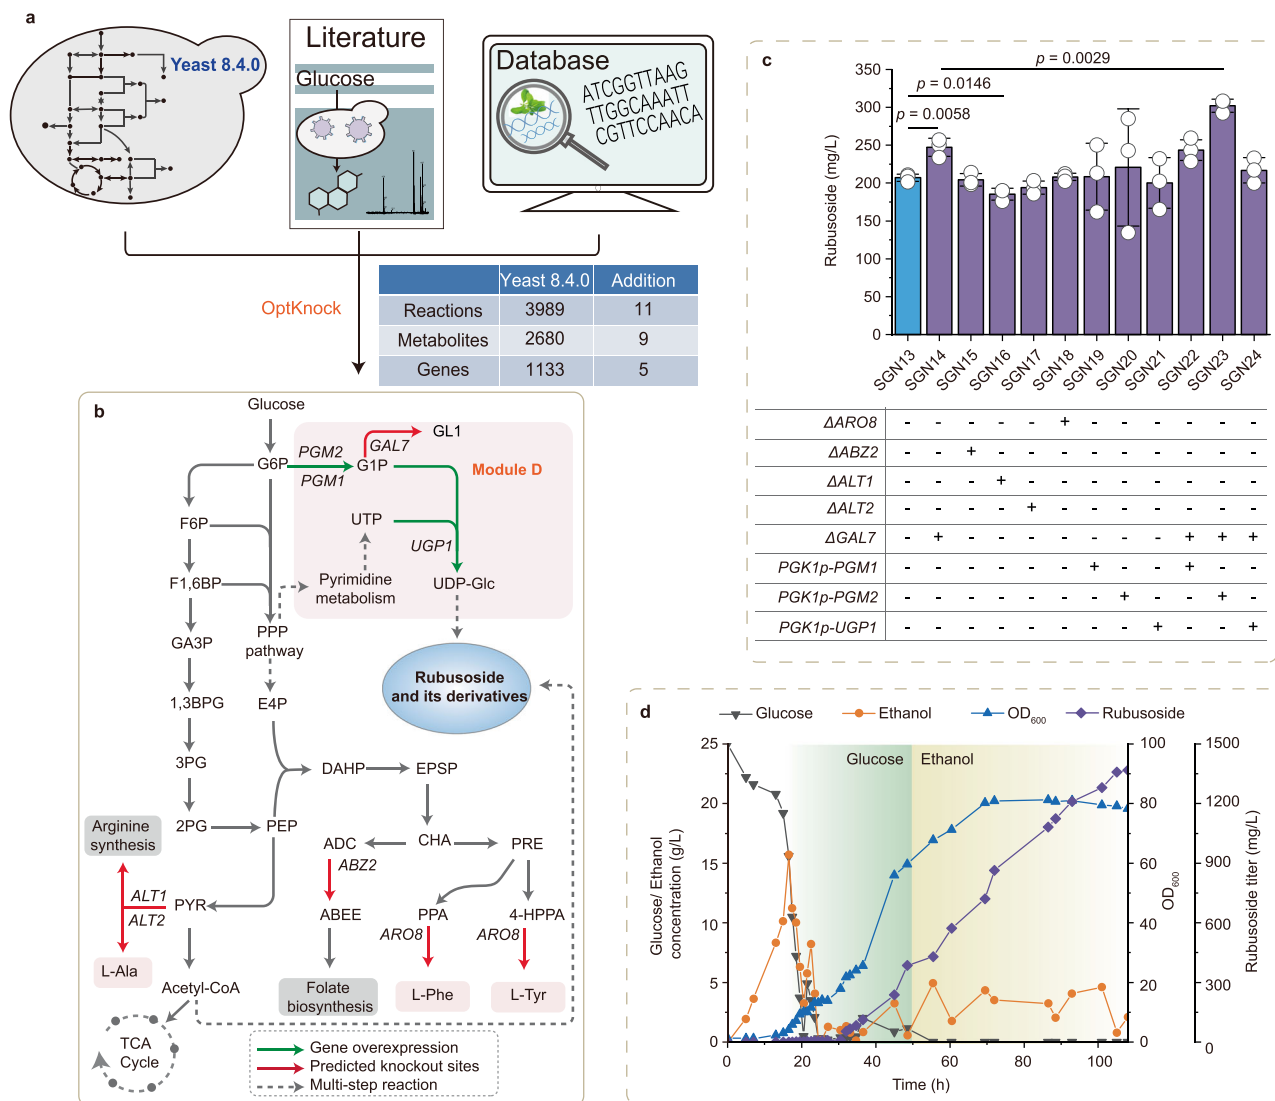 a
Yeast 8.4.0
Literature
Glucose
Database
ATCGGTTAAG
TTGGCAAATT
CGTTCCAACA
OptKnock
Yeast 8.4.0 Addition
Reactions 3989 11
Metabolites 2680 9
Genes 1133 5
b
Glucose
G6P
PGM2
PGM1
G1P
GAL7
GL1
Module D
F6P
UTP
UGP1
F1,6BP
Pyrimidine
metabolism
UDP-Glc
GA3P
PPP
pathway
Rubusoside
and its derivatives
1,3BPG
E4P
3PG
DAHP
EPSP
2PG
PEP
Arginine
synthesis
ADC
CHA
PRE
ABZ2
ALT1
ALT2
PYR
ABEE
PPA
4-HPPA
ARO8
ARO8
L-Ala
Acetyl-CoA
Folate
biosynthesis
L-Phe
L-Tyr
TCA
Cycle
Gene overexpression
Predicted knockout sites
Multi-step reaction
c
p = 0.0029
p = 0.0146
p = 0.0058
Rubusoside (mg/L)
350
300
250
200
150
100
50
0
SGN13 SGN14 SGN15 SGN16 SGN17 SGN18 SGN19 SGN20 SGN21 SGN22 SGN23 SGN24
ΔARO8 - - - - - + - - - - - -
ΔABZ2 - - + - - - - - - - - -
ΔALT1 - - - + - - - - - - - -
ΔALT2 - - - - + - - - - - - -
ΔGAL7 - + - - - - - - - + + +
PGK1p-PGM1 - - - - - - + - - + - -
PGK1p-PGM2 - - - - - - - + - - + -
PGK1p-UGP1 - - - - - - - - + - - +
d
Glucose Ethanol OD600 Rubusoside
Glucose Ethanol
Glucose/ Ethanol
concentration (g/L)
25
20
15
10
5
0
0 20 40 60 80 100
Time (h)
100
80
60
40
20
0
OD600
1500
1200
900
600
300
0
Rubusoside titer (mg/L)